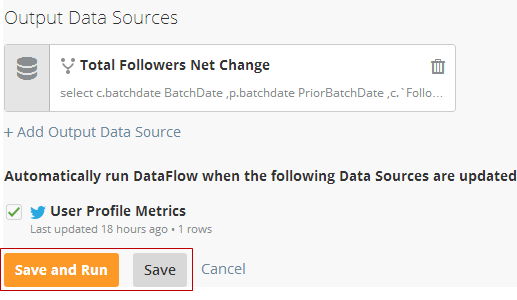 Output Data Sources
Total Followers Net Change
select c.batchdate BatchDate ,p.batchdate PriorBatchDate ,c.`Follo...
+ Add Output Data Source
Automatically run DataFlow when the following Data Sources are updated
User Profile Metrics
Last updated 18 hours ago • 1 rows
Save and Run Save Cancel